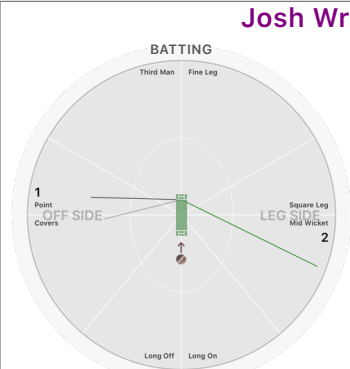 Josh Wr
BATTING
Third Man Fine Leg
1
Point
OFF SIDE
Covers
Square Leg
LEG SIDE
Mid Wicket
2
Long Off Long On